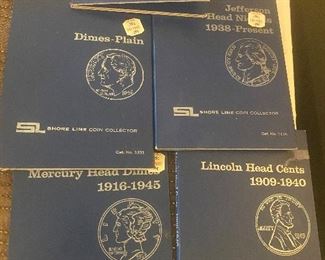 Dimes-Plain
SL SHORE LINE COIN COLLECTOR
Jefferson
Head Nickels
1938-Present
SL SHORE LINE COIN COLLECTOR
Mercury Head Dimes
1916-1945
Lincoln Head Cents
1909-1940